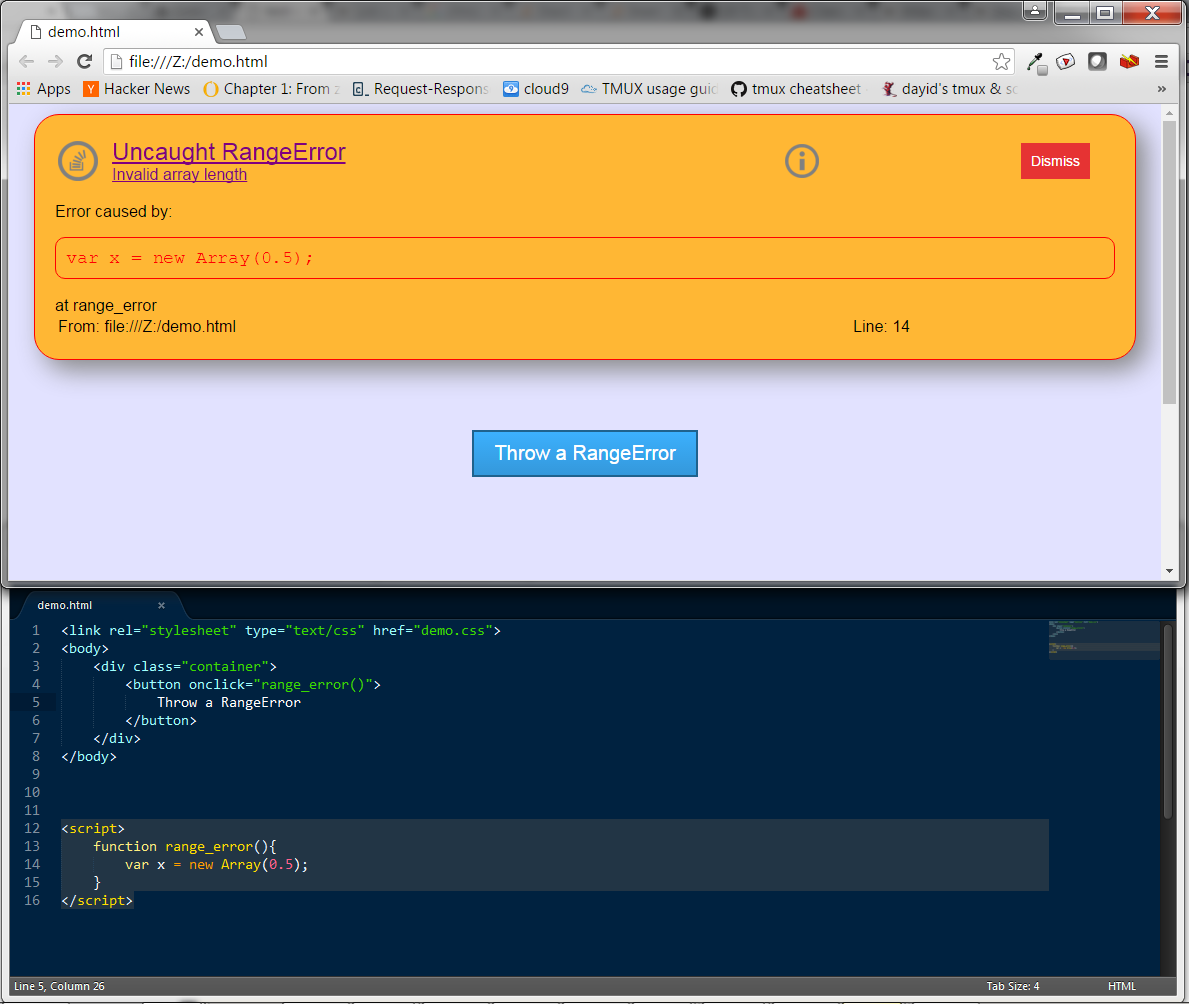 demo.html
file:///Z:/demo.html
Apps Hacker News Chapter 1: From Request-Respons cloud9 TMUX usage guid tmux cheatsheet dayid's tmux & sc »
Uncaught RangeError
Invalid array length
Dismiss
Error caused by:
var x = new Array(0.5);
at range_error
From: file:///Z:/demo.html Line: 14
Throw a RangeError
demo.html
1 <link rel="stylesheet" type="text/css" href="demo.css">
2 <body>
3 <div class="container">
4 <button onclick="range_error()">
5 Throw a RangeError
6 </button>
7 </div>
8 </body>
9
10
11
12 <script>
13 function range_error(){
14 var x = new Array(0.5);
15 }
16 </script>
Line 5, Column 26 Tab Size: 4 HTML